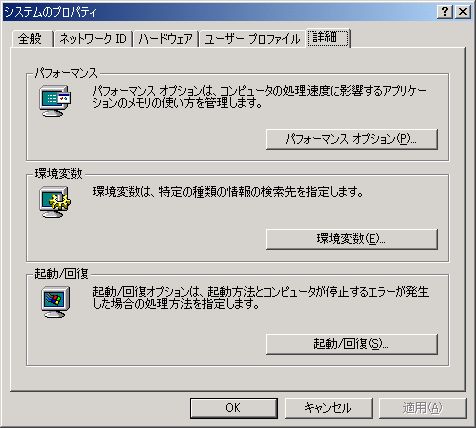 システムのプロパティ
全般 ネットワーク ID ハードウェア ユーザー プロファイル 詳細
パフォーマンス
パフォーマンス オプションは、コンピュータの処理速度に影響するアプリケー
ションのメモリの使い方を管理します。
パフォーマンス オプション(P)...
環境変数
環境変数は、特定の種類の情報の検索先を指定します。
環境変数(E)...
起動/回復
起動/回復オプションは、起動方法とコンピュータが停止するエラーが発生
した場合の処理方法を指定します。
起動/回復(S)...
OK キャンセル 適用(A)